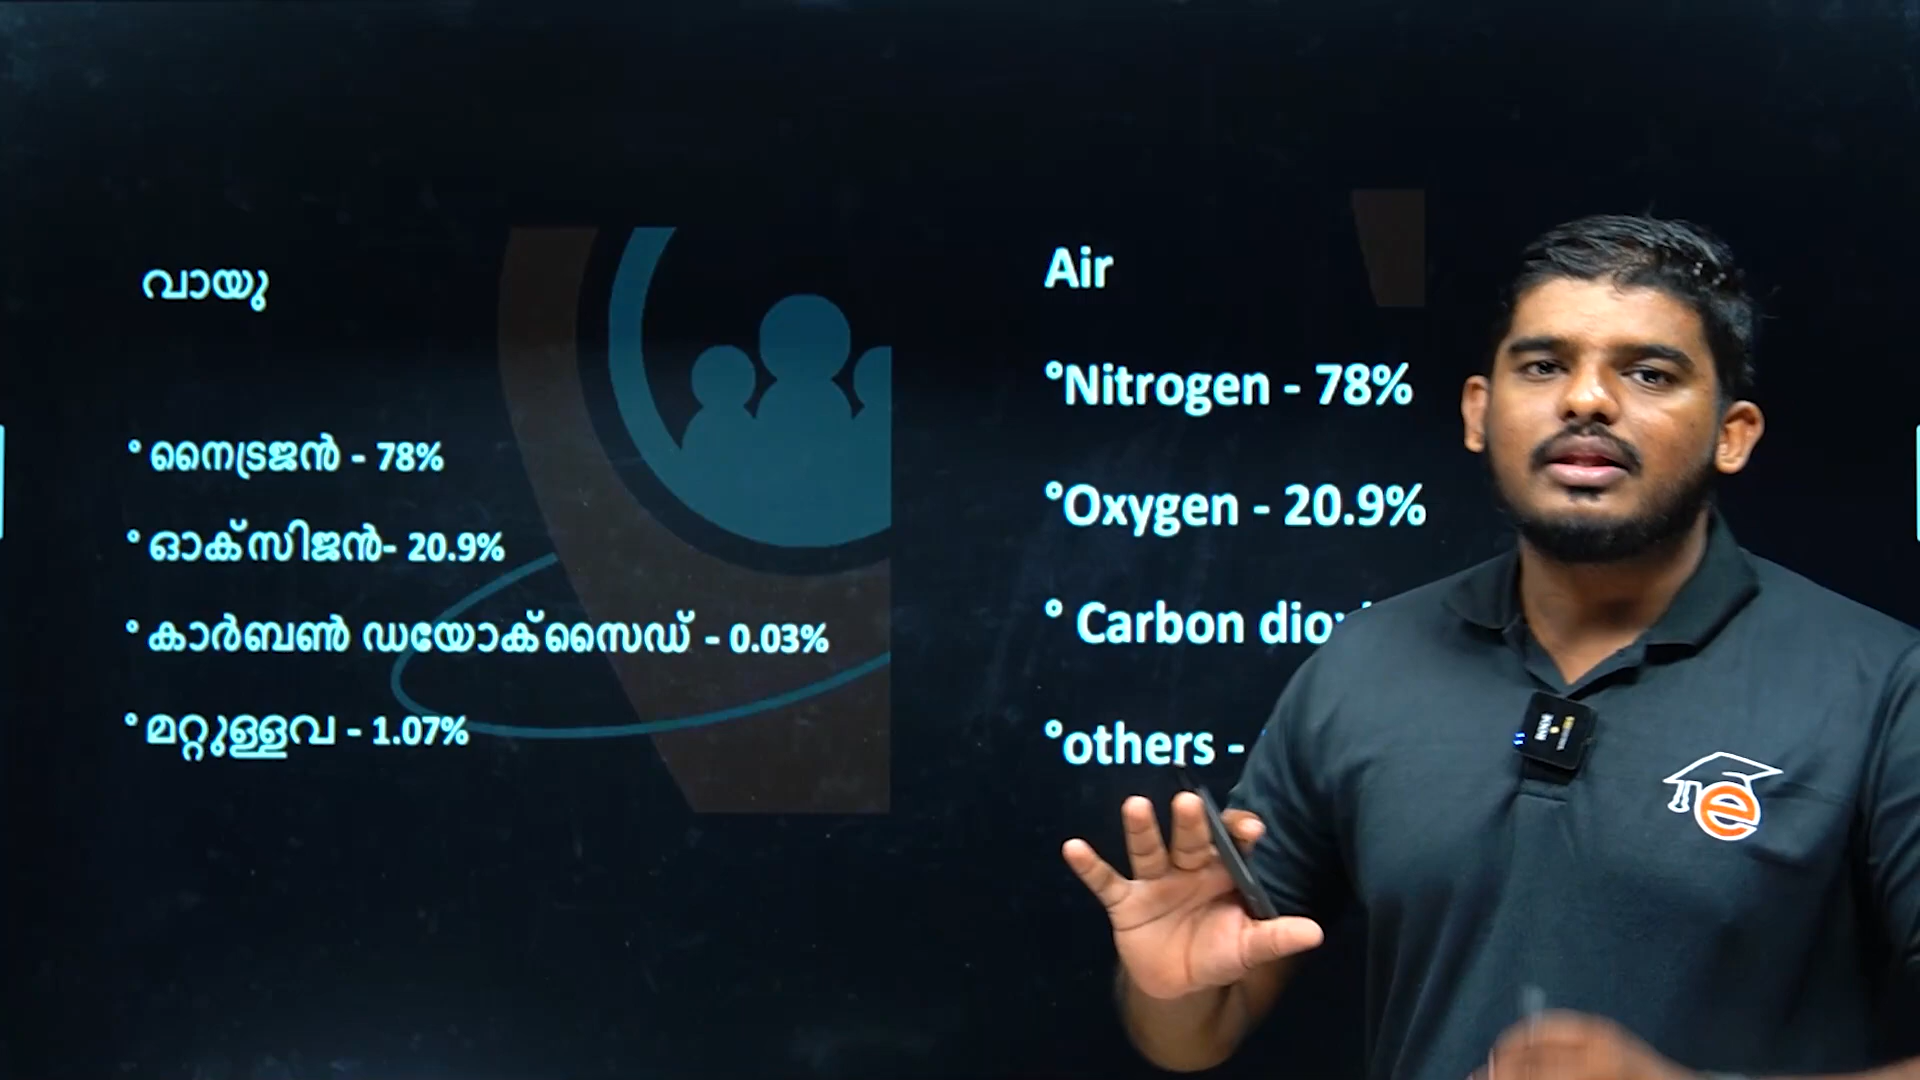 വായു
° നൈട്രജൻ - 78%
° ഓക്സിജൻ- 20.9%
° കാർബൺ ഡയോക്സൈഡ് - 0.03%
° മറ്റുള്ളവ - 1.07%
Air
°Nitrogen - 78%
°Oxygen - 20.9%
° Carbon
°others -
e